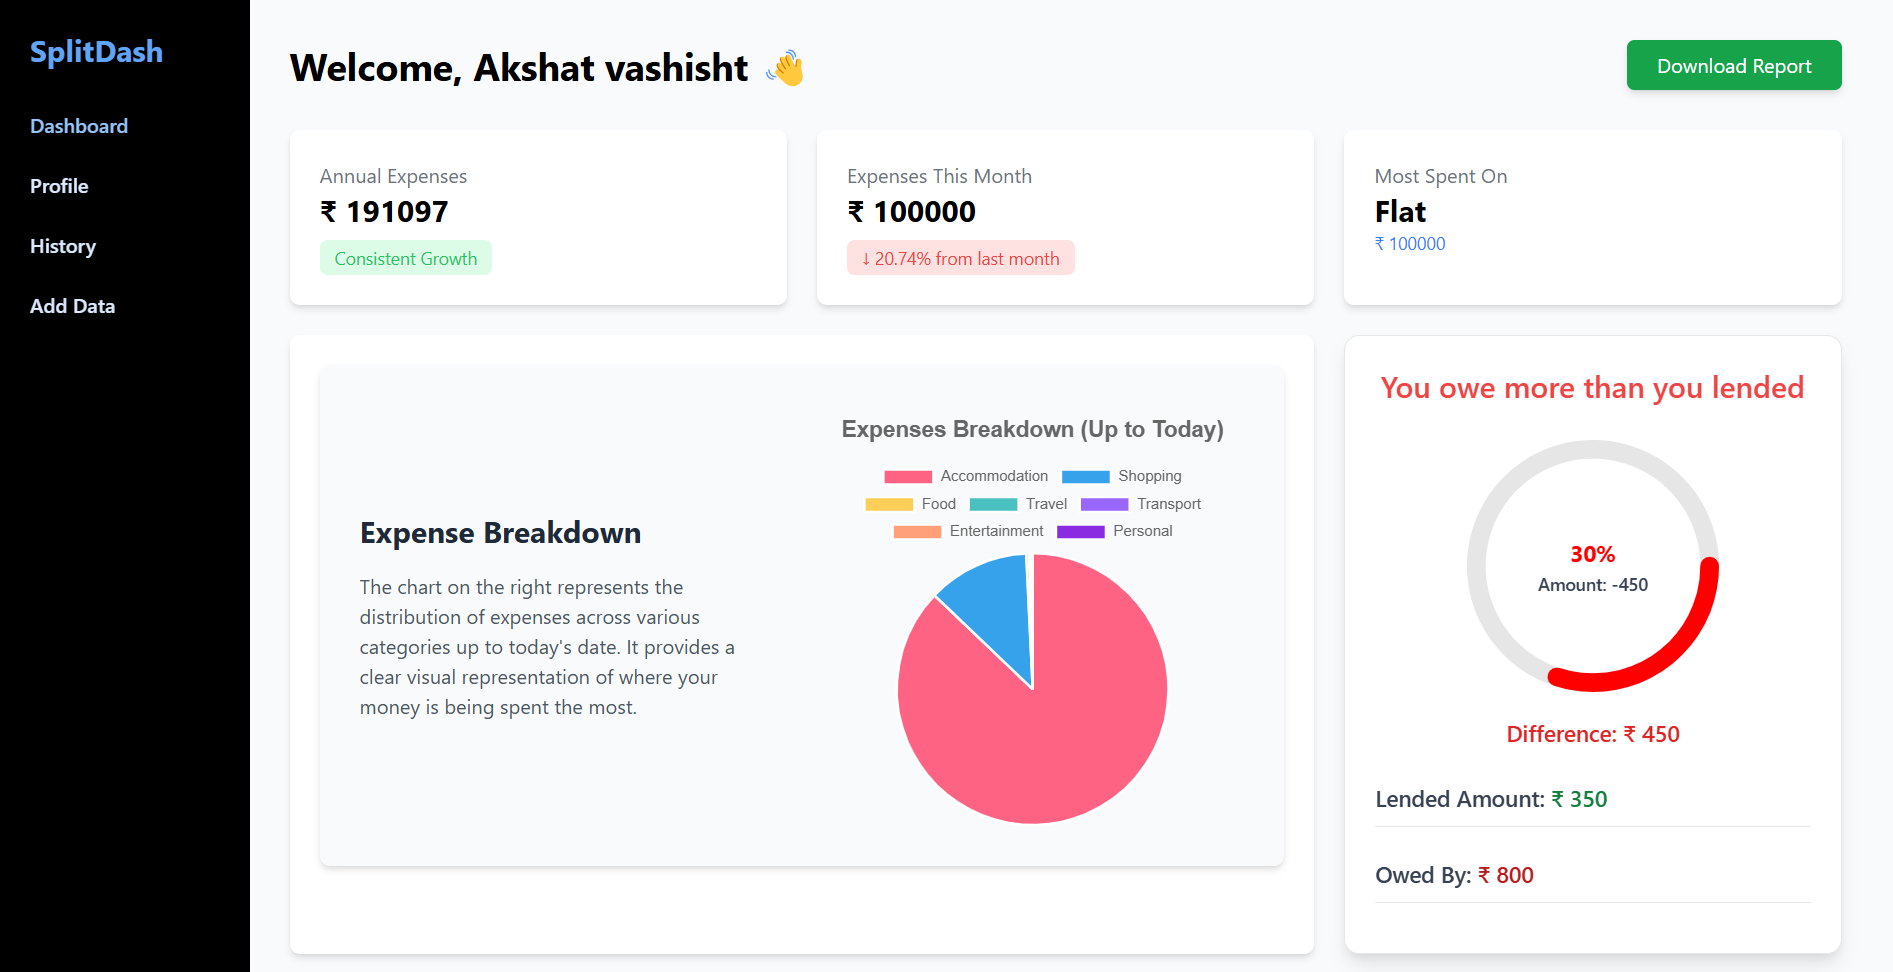 SplitDash
Dashboard
Profile
History
Add Data
Welcome, Akshat vashisht 👋
Download Report
Annual Expenses
₹ 191097
Consistent Growth
Expenses This Month
₹ 100000
↓ 20.74% from last month
Most Spent On
Flat
₹ 100000
Expense Breakdown
The chart on the right represents the
distribution of expenses across various
categories up to today's date. It provides a
clear visual representation of where your
money is being spent the most.
Expenses Breakdown (Up to Today)
Accommodation Shopping
Food Travel Transport
Entertainment Personal
You owe more than you lended
30%
Amount: -450
Difference: ₹ 450
Lended Amount: ₹ 350
Owed By: ₹ 800